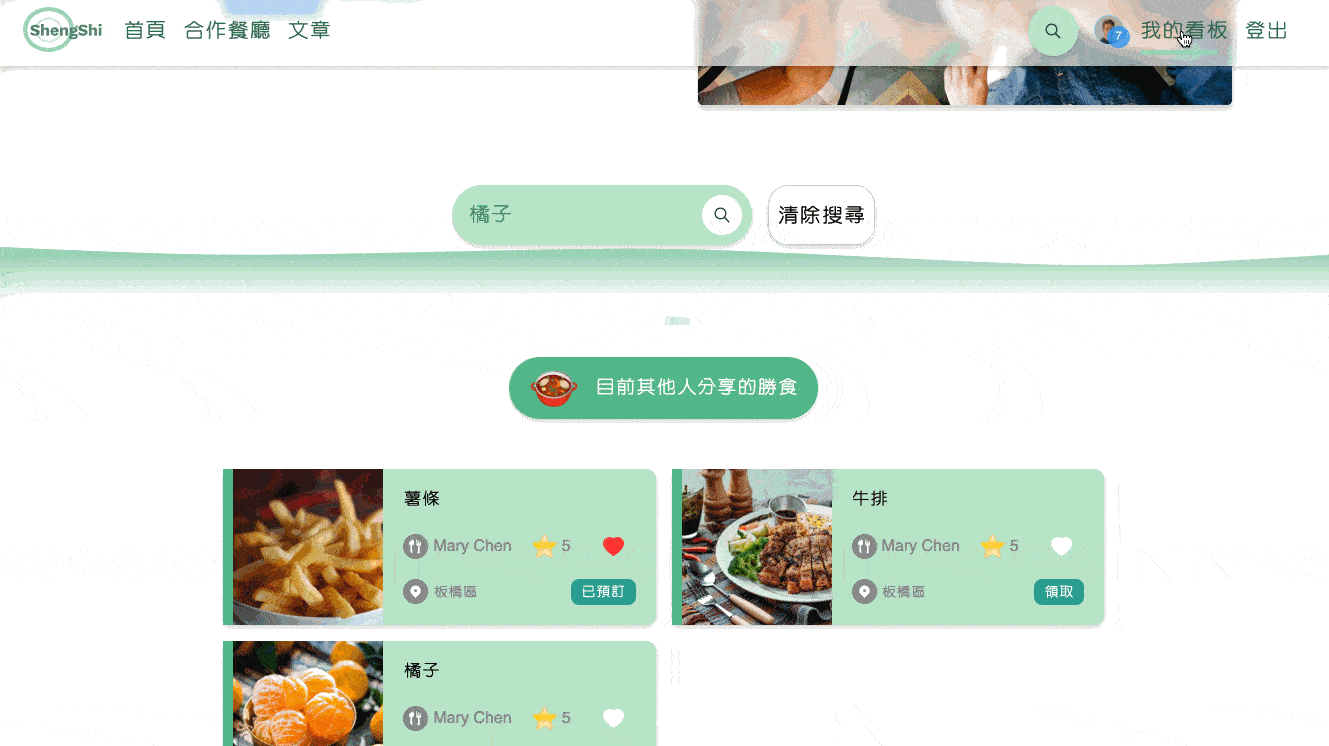 ShengShi 首頁 合作餐廳 文章 7 我的看板 登出
橘子 清除搜尋
目前其他人分享的勝食
薯條
Mary Chen 5
板橋區 已預訂
牛排
Mary Chen 5
板橋區 領取
橘子
Mary Chen 5